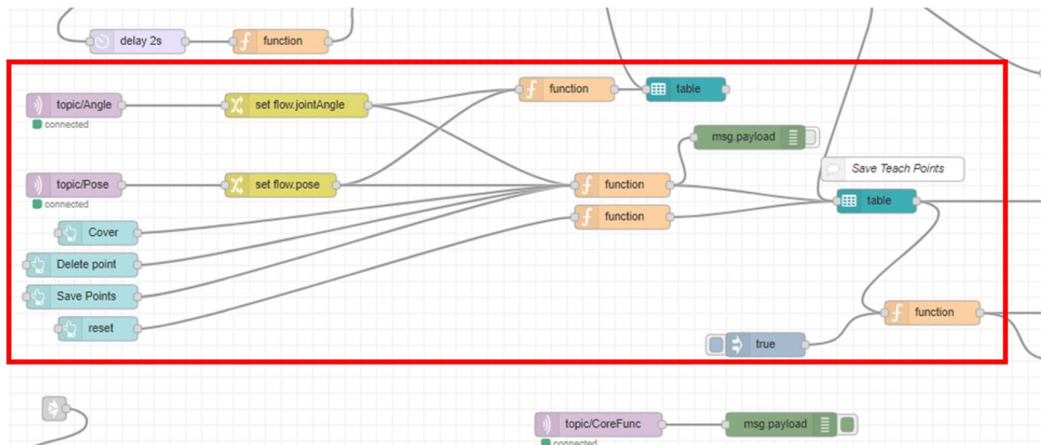 delay 2s
function
function
table
topic/Angle
set flow.jointAngle
connected
msg.payload
Save Teach Points
topic/Pose
set flow.pose
function
connected
table
function
Cover
Delete point
Save Points
reset
function
true
topic/CoreFunc
msg.payload
connected